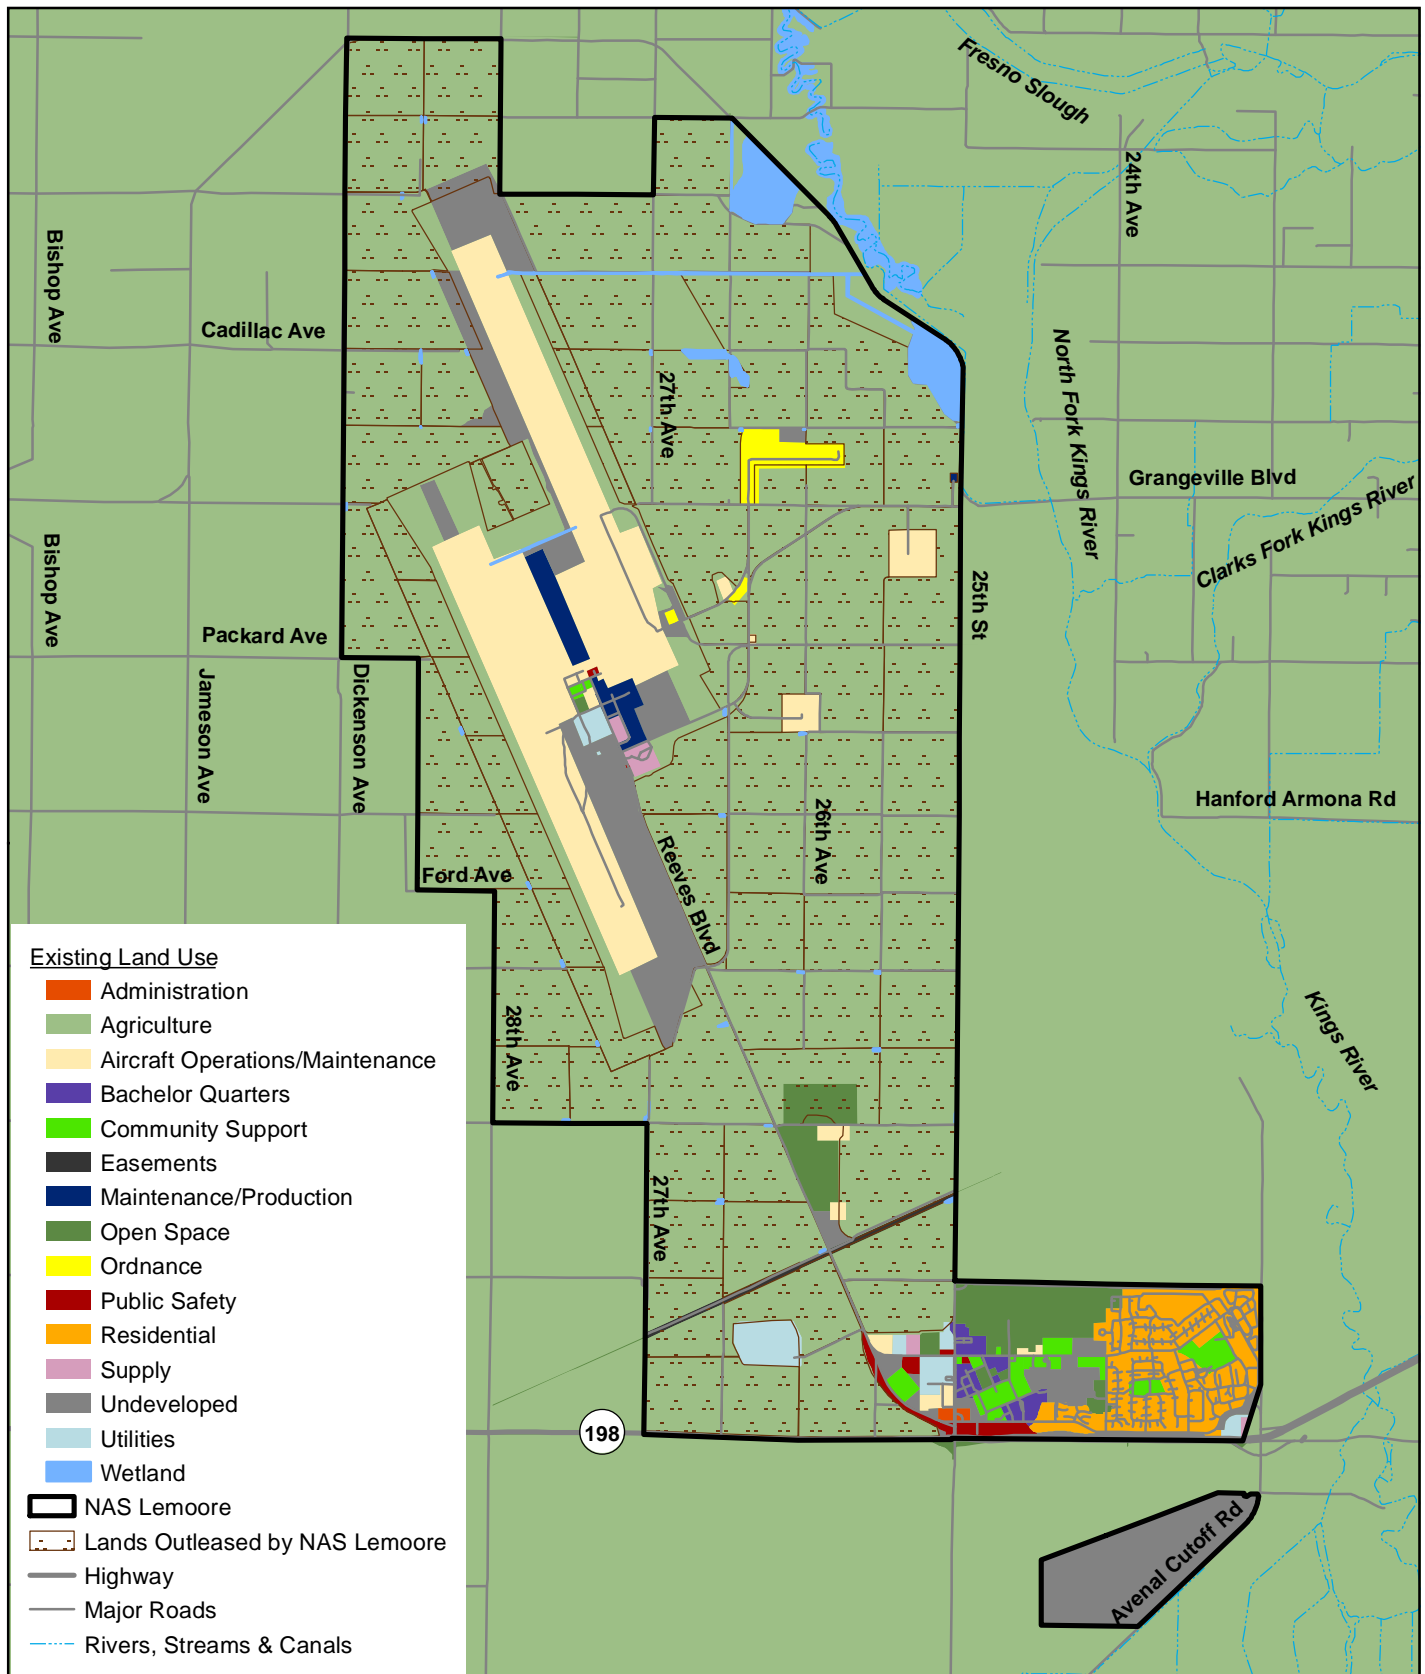 Fresno Slough
24th Ave
Bishop Ave
Cadillac Ave
North Fork Kings River
27th Ave
Grangeville Blvd
Clarks Fork Kings River
Bishop Ave
25th St
Packard Ave
Jameson Ave
Dickenson Ave
Hanford Armona Rd
26th Ave
Reeves Blvd
Ford Ave
28th Ave
Kings River
27th Ave
198
Avenal Cutoff Rd
Existing Land Use
Administration
Agriculture
Aircraft Operations/Maintenance
Bachelor Quarters
Community Support
Easements
Maintenance/Production
Open Space
Ordnance
Public Safety
Residential
Supply
Undeveloped
Utilities
Wetland
NAS Lemoore
Lands Outleased by NAS Lemoore
Highway
Major Roads
Rivers, Streams & Canals